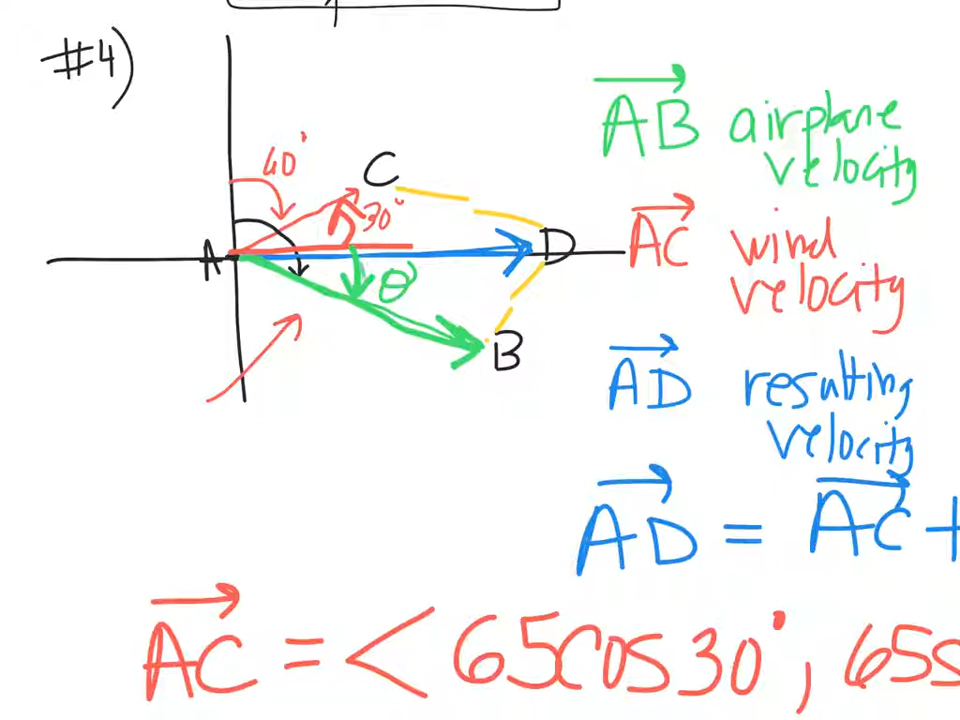 #4)
AB airplane
velocity
60°
C
30°
AC wind
velocity
A
D
θ
B
AD resulting
velocity
AD = AC +
AC = < 65cos30°, 65s